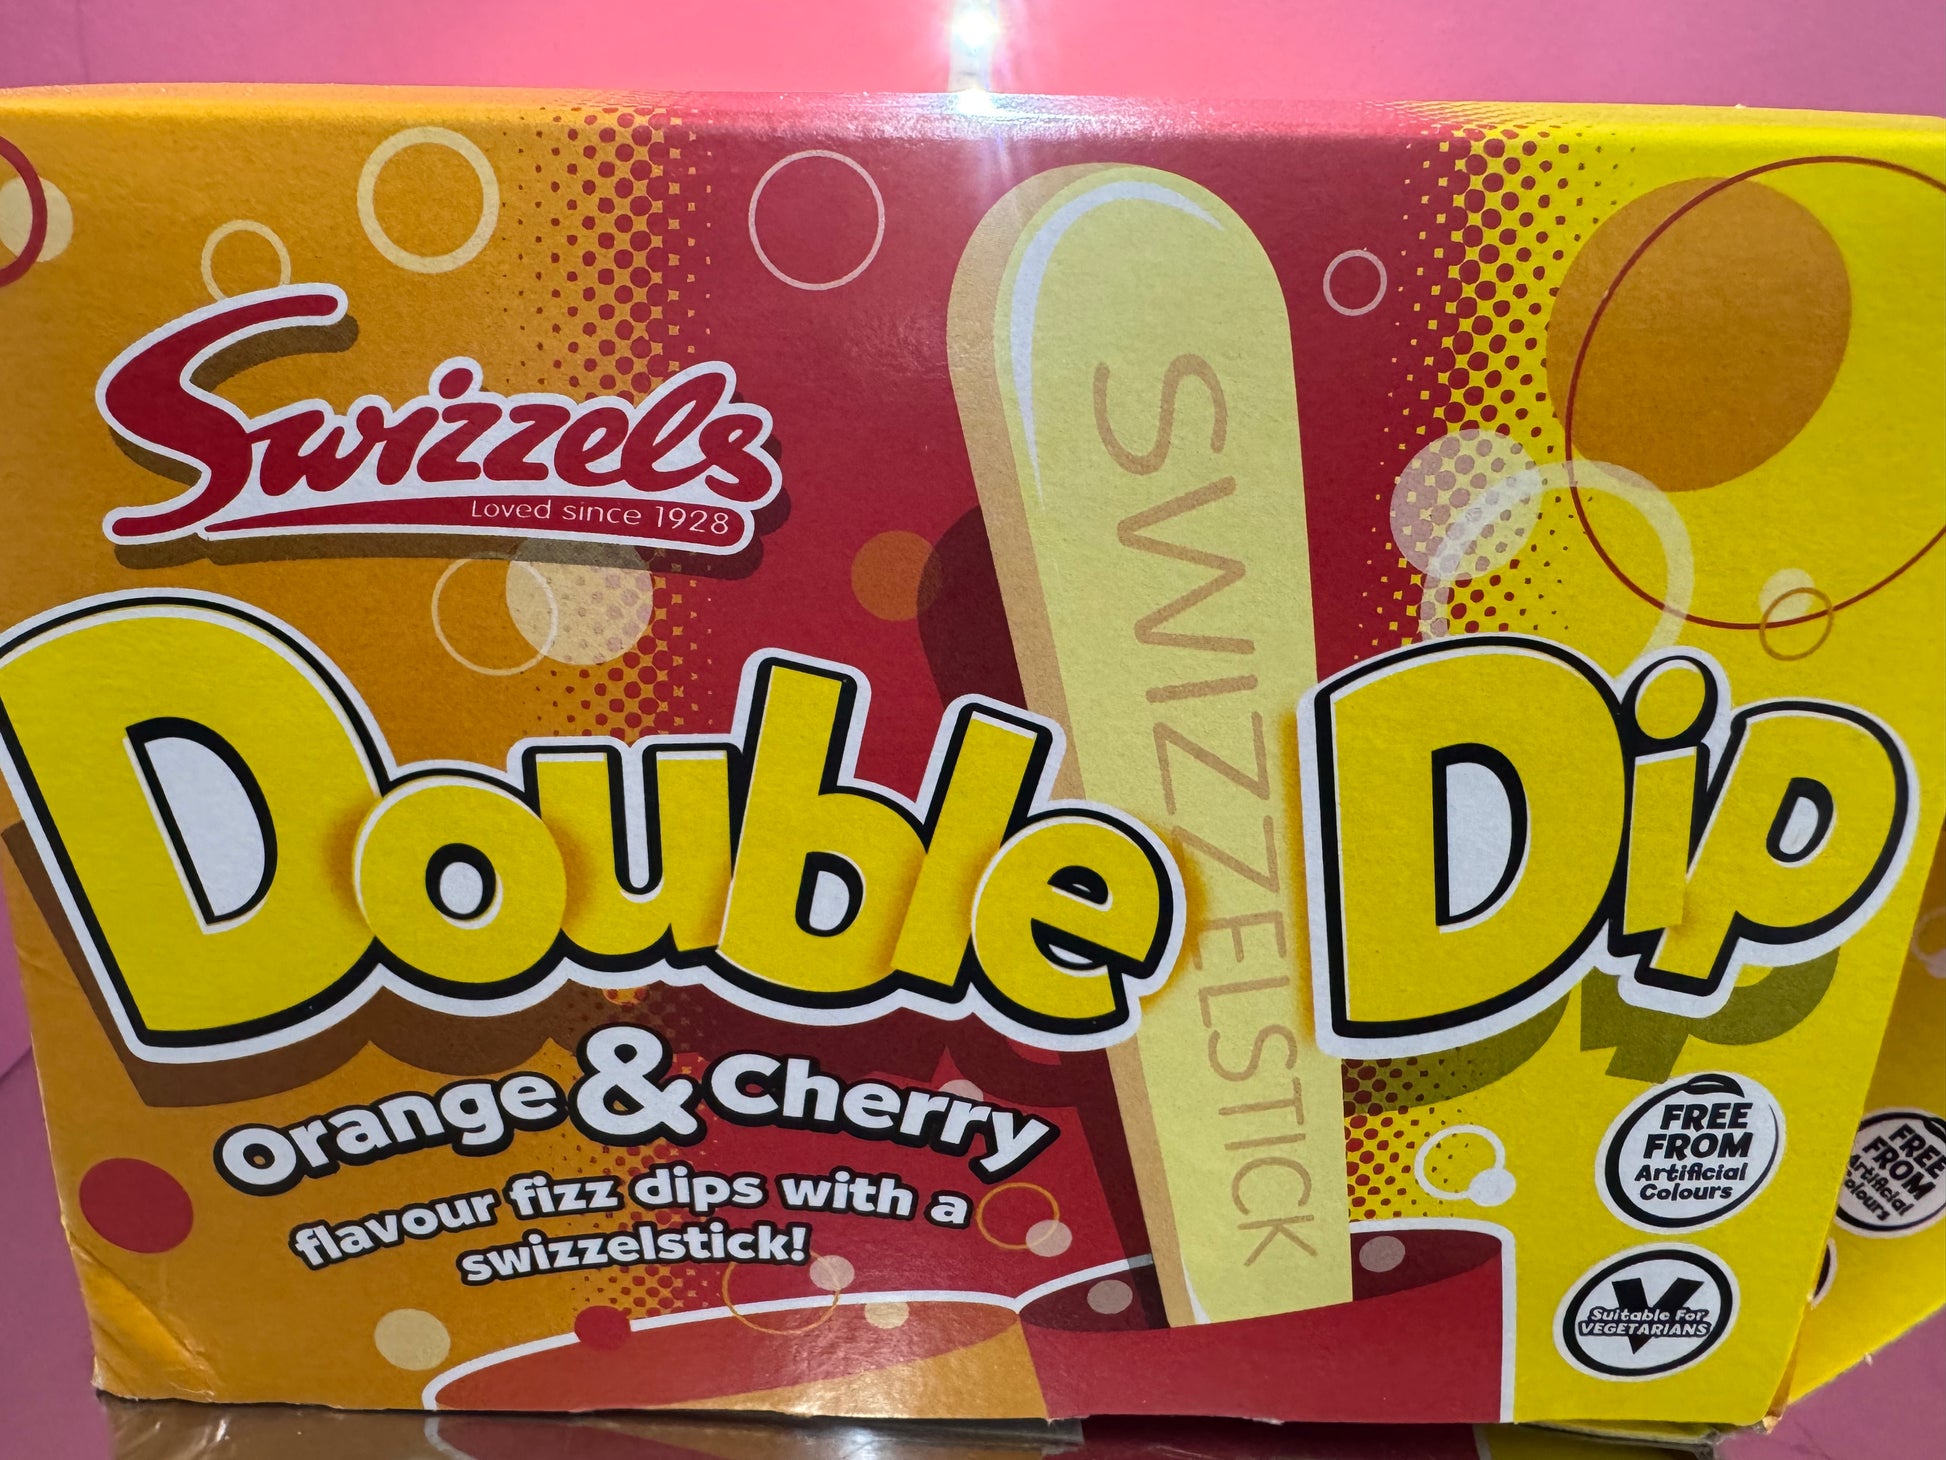 Swizzels
Loved since 1928
SWIZZELSTICK
Double Dip
Orange & Cherry
flavour fizz dips with a
swizzelstick!
FREE
FROM
Artificial
Colours
Suitable For
VEGETARIANS
FREE
FROM
Artificial
Colours